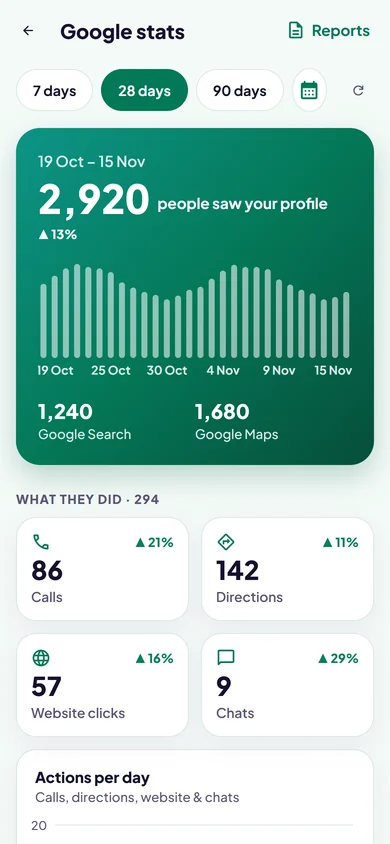 Google stats
Reports
7 days
28 days
90 days
19 Oct – 15 Nov
2,920 people saw your profile
▲ 13%
19 Oct 25 Oct 30 Oct 4 Nov 9 Nov 15 Nov
1,240
Google Search
1,680
Google Maps
WHAT THEY DID · 294
▲ 21%
86
Calls
▲ 11%
142
Directions
▲ 16%
57
Website clicks
▲ 29%
9
Chats
Actions per day
Calls, directions, website & chats
20